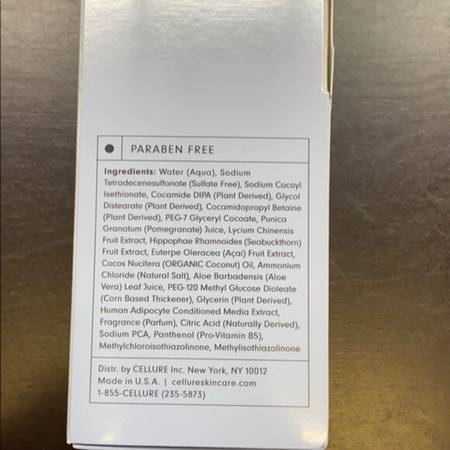 PARABEN FREE
Ingredients: Water (Aqua), Sodium
Tetradecenesulfonate (Sulfate Free), Sodium Cocoyl
Isethionate, Cocamide DIPA (Plant Derived), Glycol
Distearate (Plant Derived), Cocamidopropyl Betaine
(Plant Derived), PEG-7 Glyceryl Cocoate, Punica
Granatum (Pomegranate) Juice, Lycium Chinensis
Fruit Extract, Hippophae Rhamnoides (Seabuckthorn)
Fruit Extract, Euterpe Oleracea (Açai) Fruit Extract,
Cocos Nucifera (ORGANIC Coconut) Oil, Ammonium
Chloride (Natural Salt), Aloe Barbadensis (Aloe
Vera) Leaf Juice, PEG-120 Methyl Glucose Dioleate
(Corn Based Thickener), Glycerin (Plant Derived),
Human Adipocyte Conditioned Media Extract,
Fragrance (Parfum), Citric Acid (Naturally Derived),
Sodium PCA, Panthenol (Pro-Vitamin B5),
Methylchloroisothiazolinone, Methylisothiazolinone
Distr. by CELLURE Inc. New York, NY 10012
Made in U.S.A. | cellureskincare.com
1-855-CELLURE (235-5873)